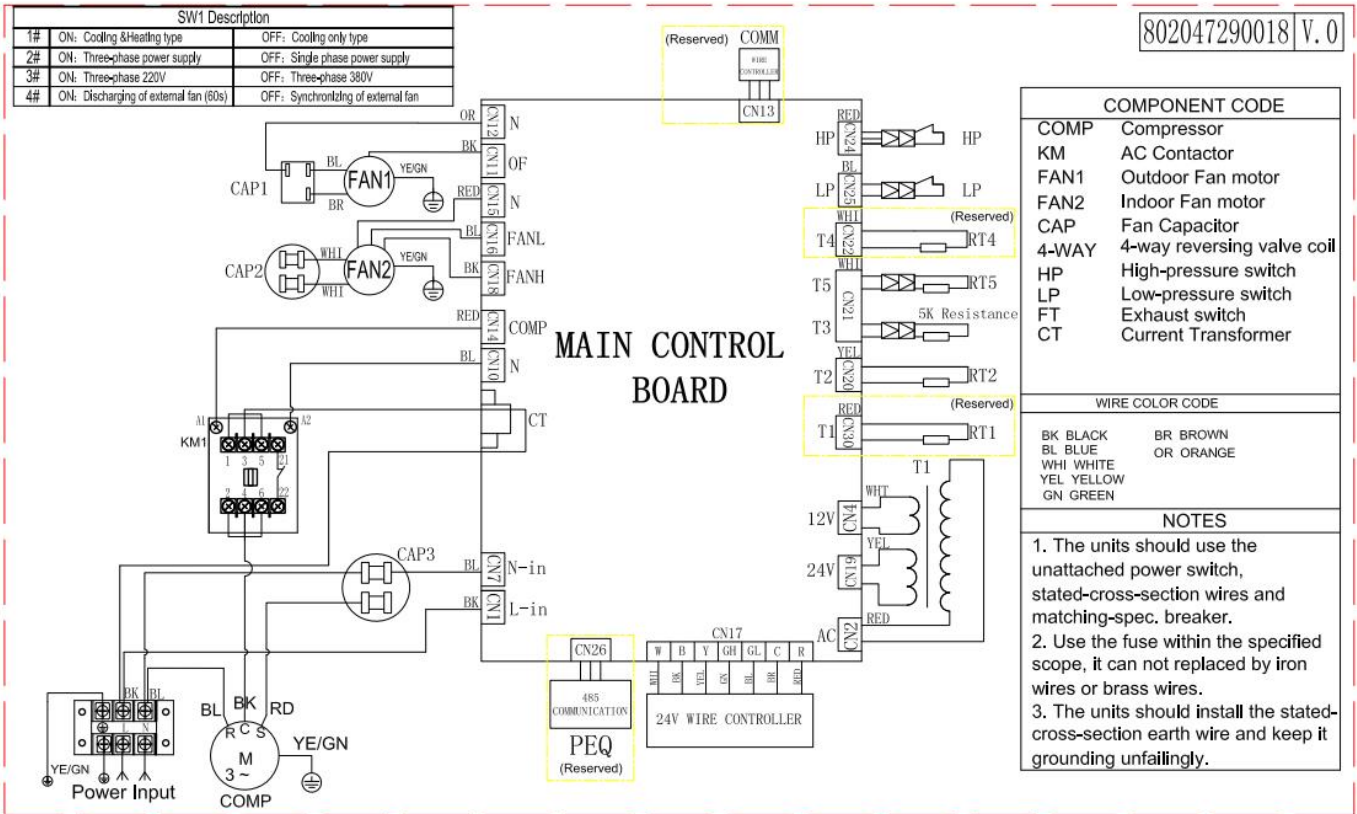 SW1 Description
1# ON: Cooling &Heating type OFF: Cooling only type
2# ON: Three-phase power supply OFF: Single phase power supply
3# ON: Three-phase 220V OFF: Three-phase 380V
4# ON: Discharging of external fan (60s) OFF: Synchronizing of external fan
802047290018 V.0
(Reserved) COMM
WIRE
CONTROLLER
CN13
OR CN12 N
BK CN11 OF
CAP1 BL FAN1 YE/GN
BR
RED CN15 N
BL CN16 FANL
CAP2 WHI FAN2 YE/GN
WHI
BK CN18 FANH
RED CN14 COMP
BL CN10 N
CT
MAIN CONTROL
BOARD
A1 A2
KM1
1 3 5 21
2 4 6 22
CAP3
BL CN7 N-in
BK CN1 L-in
BK BL
L N
YE/GN
Power Input
BL BK RD
R C S
M
3 ~
YE/GN
COMP
RED
HP CN24 HP
BL
LP CN25 LP
WHI (Reserved)
T4 CN22 RT4
WHI
T5 CN21 RT5
5K Resistance
T3
YEL
T2 CN20 RT2
RED (Reserved)
T1 CN30 RT1
T1
WHT
12V CN4
YEL
24V CN19
RED
AC CN2
CN26
485
COMMUNICATION
PEQ
(Reserved)
CN17
W B Y GH GL C R
WHI BK YEL GN BL BR RED
24V WIRE CONTROLLER
COMPONENT CODE
COMP Compressor
KM AC Contactor
FAN1 Outdoor Fan motor
FAN2 Indoor Fan motor
CAP Fan Capacitor
4-WAY 4-way reversing valve coil
HP High-pressure switch
LP Low-pressure switch
FT Exhaust switch
CT Current Transformer
WIRE COLOR CODE
BK BLACK BR BROWN
BL BLUE OR ORANGE
WHI WHITE
YEL YELLOW
GN GREEN
NOTES
1. The units should use the
unattached power switch,
stated-cross-section wires and
matching-spec. breaker.
2. Use the fuse within the specified
scope, it can not replaced by iron
wires or brass wires.
3. The units should install the stated-
cross-section earth wire and keep it
grounding unfailingly.